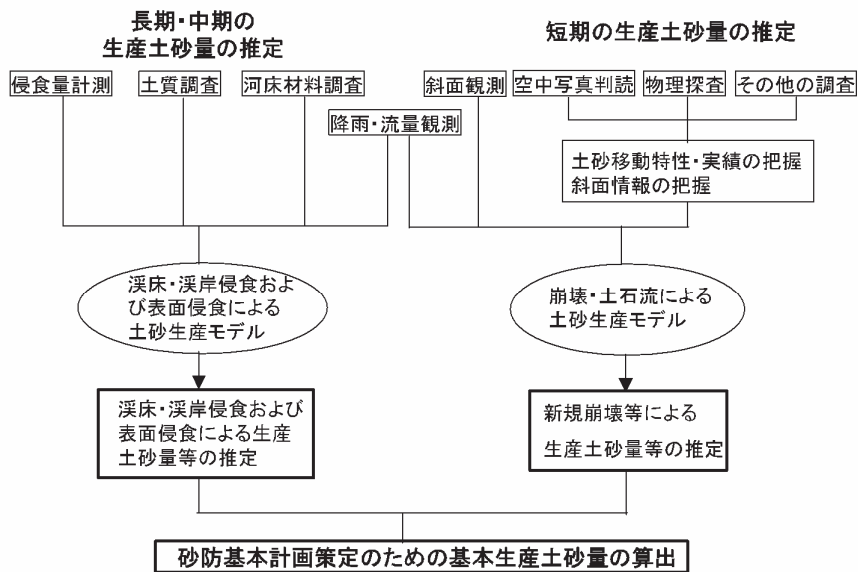 長期・中期の
生産土砂量の推定
短期の生産土砂量の推定
侵食量計測
土質調査
河床材料調査
斜面観測
空中写真判読
物理探査
その他の調査
降雨・流量観測
土砂移動特性・実績の把握
斜面情報の把握
渓床・渓岸侵食およ
び表面侵食による
土砂生産モデル
崩壊・土石流による
土砂生産モデル
渓床・渓岸侵食および
表面侵食による生産
土砂量等の推定
新規崩壊等による
生産土砂量等の推定
砂防基本計画策定のための基本生産土砂量の算出